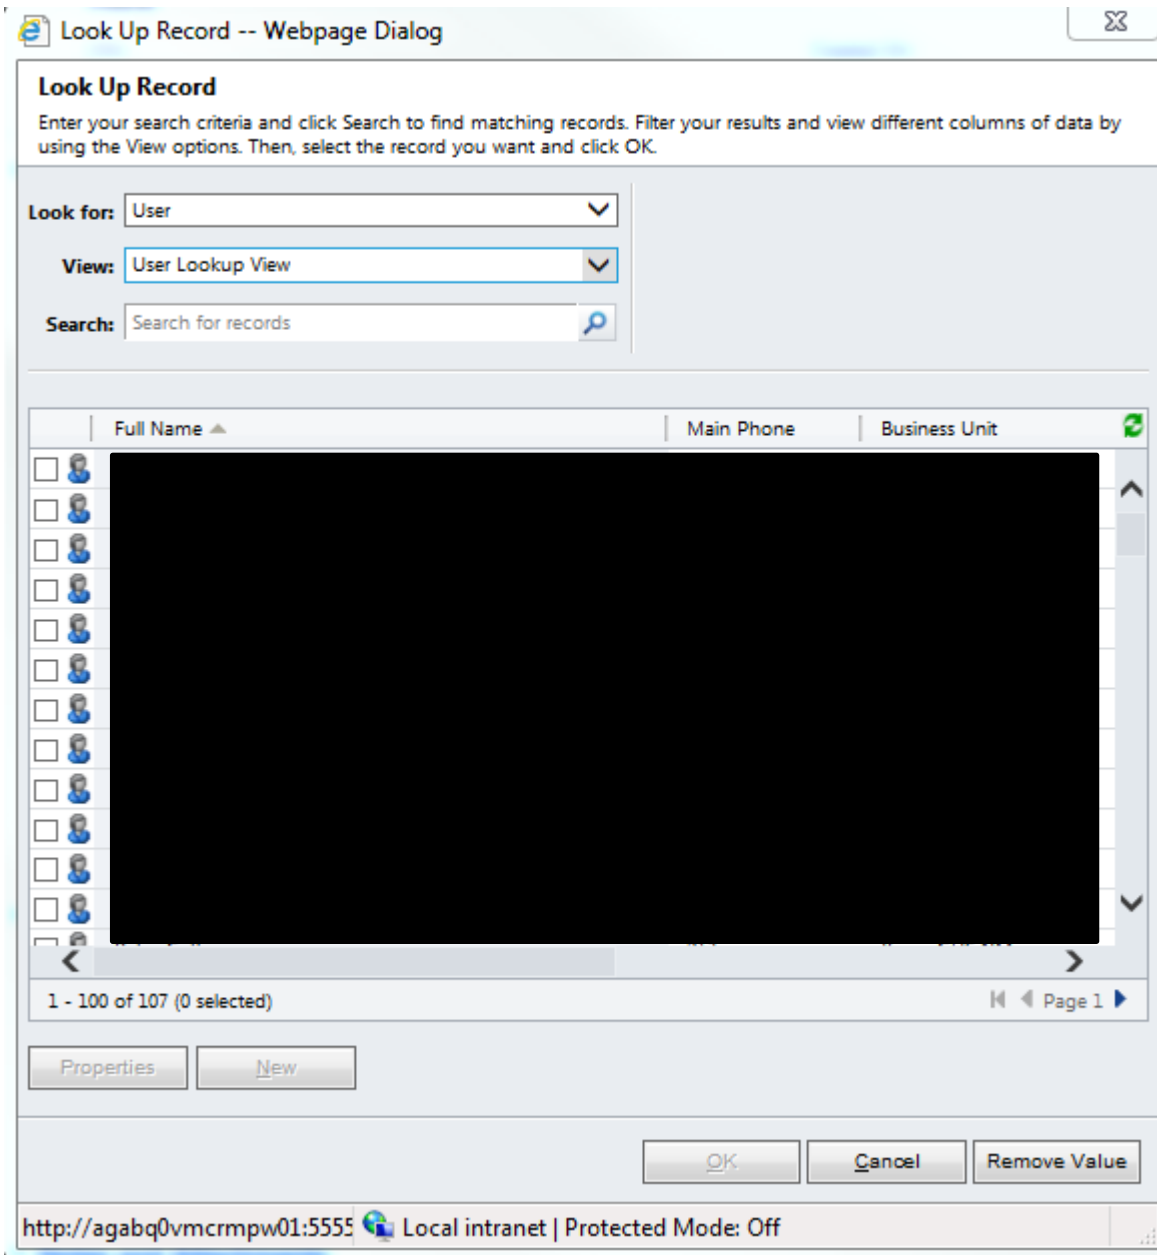 Look Up Record -- Webpage Dialog
Look Up Record
Enter your search criteria and click Search to find matching records. Filter your results and view different columns of data by
using the View options. Then, select the record you want and click OK.
Look for: User
View: User Lookup View
Search: Search for records
Full Name Main Phone Business Unit
1 - 100 of 107 (0 selected) Page 1
Properties New
OK Cancel Remove Value
http://agabq0vmcrmpw01:5555 Local intranet | Protected Mode: Off